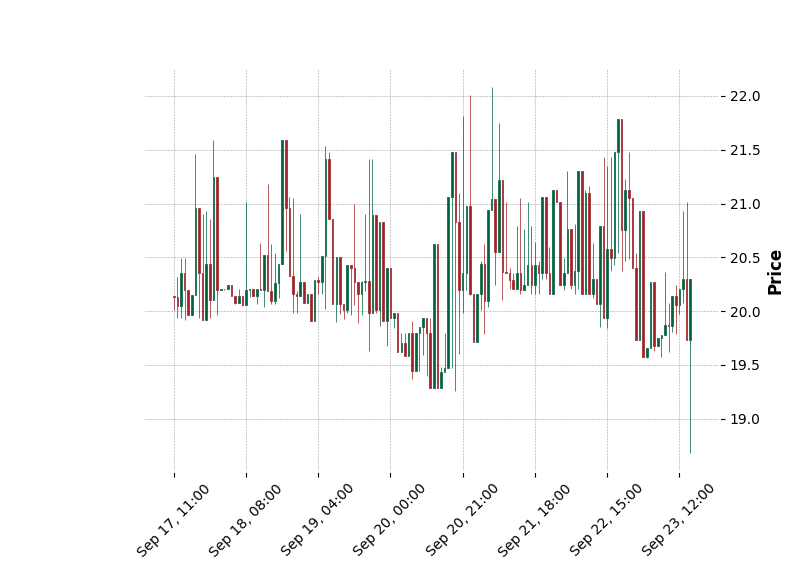 22.0
21.5
21.0
20.5
20.0
19.5
19.0
Price
Sep 17, 11:00
Sep 18, 08:00
Sep 19, 04:00
Sep 20, 00:00
Sep 20, 21:00
Sep 21, 18:00
Sep 22, 15:00
Sep 23, 12:00